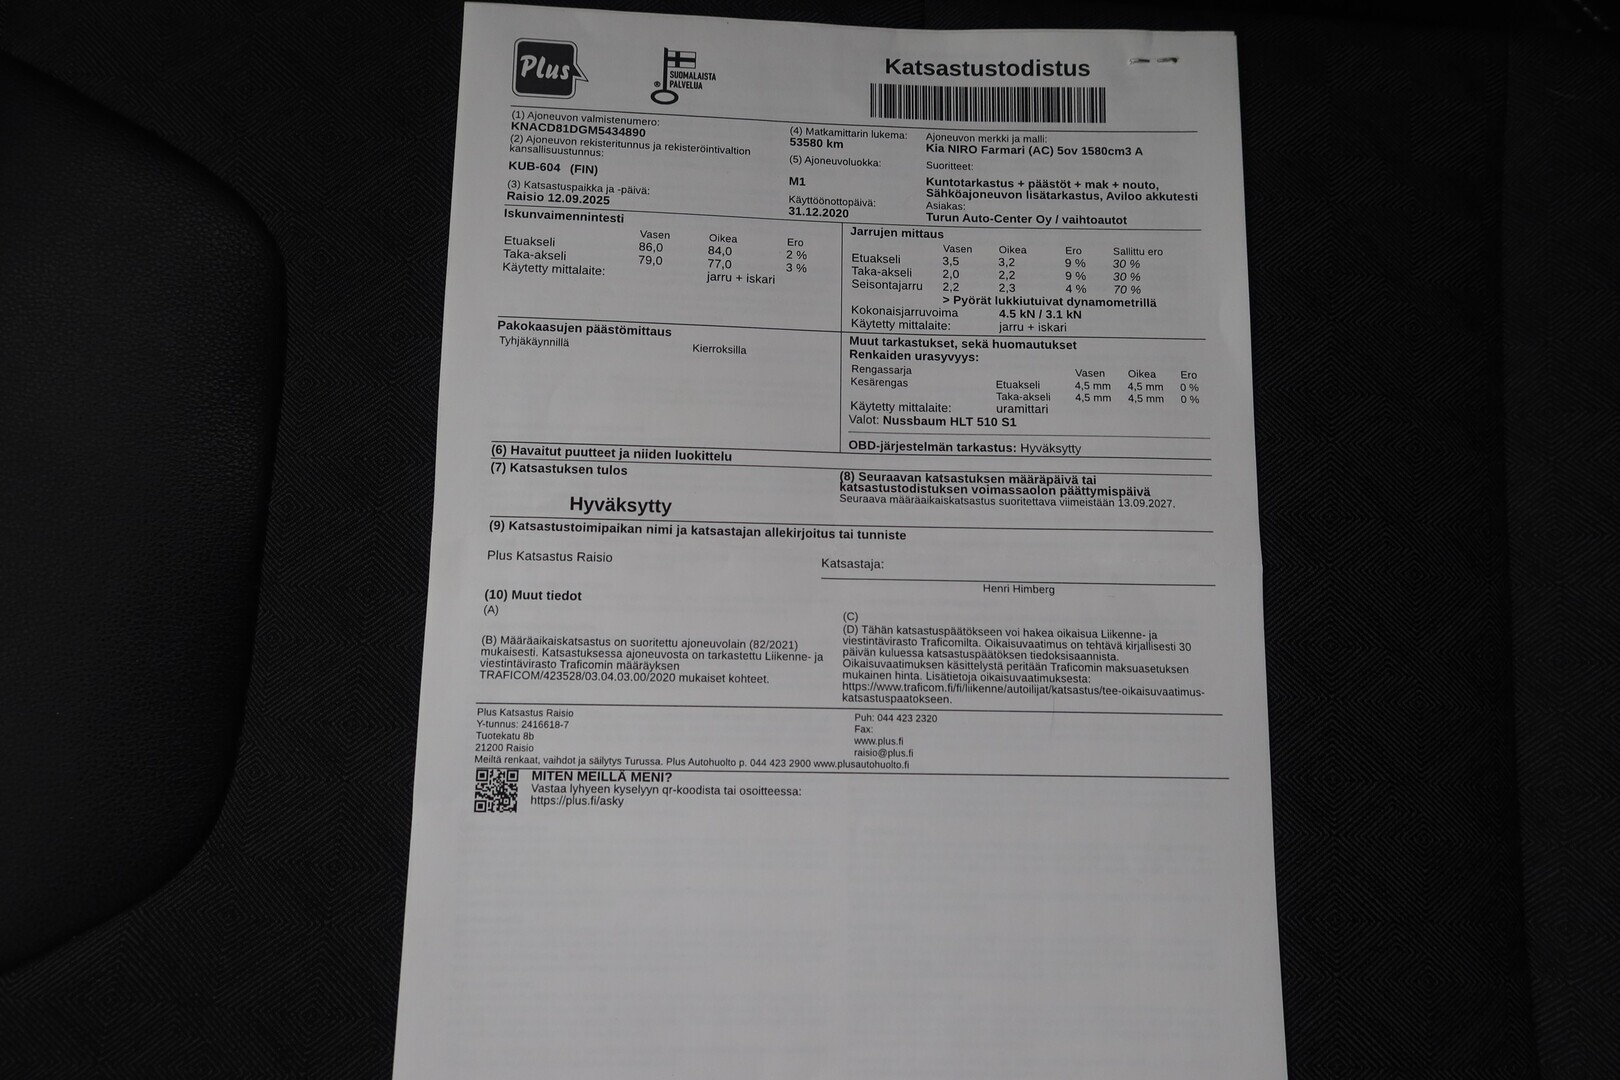 Plus
SUOMALAISTA
PALVELUA
Katsastustodistus
(1) Ajoneuvon valmistenumero:
KNACD81DGM5434890
(2) Ajoneuvon rekisteritunnus ja rekisteröintivaltion
kansallisuustunnus:
KUB-604 (FIN)
(3) Katsastuspaikka ja -päivä:
Raisio 12.09.2025
(4) Matkamittarin lukema:
53580 km
(5) Ajoneuvoluokka:
M1
Käyttöönottopäivä:
31.12.2020
Ajoneuvon merkki ja malli:
Kia NIRO Farmari (AC) 5ov 1580cm3 A
Suoritteet:
Kuntotarkastus + päästöt + mak + nouto,
Sähköajoneuvon lisätarkastus, Aviloo akkutesti
Asiakas:
Turun Auto-Center Oy / vaihtoautot
Iskunvaimennintesti
Vasen Oikea Ero
Etuakseli 86,0 84,0 2 %
Taka-akseli 79,0 77,0 3 %
Käytetty mittalaite: jarru + iskari
Jarrujen mittaus
Vasen Oikea Ero Sallittu ero
Etuakseli 3,5 3,2 9 % 30 %
Taka-akseli 2,0 2,2 9 % 30 %
Seisontajarru 2,2 2,3 4 % 70 %
> Pyörät lukkiutuivat dynamometrillä
Kokonaisjarruvoima 4.5 kN / 3.1 kN
Käytetty mittalaite: jarru + iskari
Pakokaasujen päästömittaus
Tyhjäkäynnillä Kierroksilla
Muut tarkastukset, sekä huomautukset
Renkaiden urasyvyys:
Rengassarja Vasen Oikea Ero
Kesärengas Etuakseli 4,5 mm 4,5 mm 0 %
Taka-akseli 4,5 mm 4,5 mm 0 %
Käytetty mittalaite: uramittari
Valot: Nussbaum HLT 510 S1
OBD-järjestelmän tarkastus: Hyväksytty
(6) Havaitut puutteet ja niiden luokittelu
(7) Katsastuksen tulos
Hyväksytty
(8) Seuraavan katsastuksen määräpäivä tai
katsastustodistuksen voimassaolon päättymispäivä
Seuraava määräaikaiskatsastus suoritettava viimeistään 13.09.2027.
(9) Katsastustoimipaikan nimi ja katsastajan allekirjoitus tai tunniste
Plus Katsastus Raisio
Katsastaja:
Henri Himberg
(10) Muut tiedot
(A)
(B) Määräaikaiskatsastus on suoritettu ajoneuvolain (82/2021)
mukaisesti. Katsastuksessa ajoneuvosta on tarkastettu Liikenne- ja
viestintävirasto Traficomin määräyksen
TRAFICOM/423528/03.04.03.00/2020 mukaiset kohteet.
(C)
(D) Tähän katsastuspäätökseen voi hakea oikaisua Liikenne- ja
viestintävirasto Traficomilta. Oikaisuvaatimus on tehtävä kirjallisesti 30
päivän kuluessa katsastuspäätöksen tiedoksisaannista.
Oikaisuvaatimuksen käsittelystä peritään Traficomin maksuasetuksen
mukainen hinta. Lisätietoja oikaisuvaatimuksesta:
https://www.traficom.fi/fi/liikenne/autoilijat/katsastus/tee-oikaisuvaatimus-
katsastuspaatokseen.
Plus Katsastus Raisio
Y-tunnus: 2416618-7
Tuotekatu 8b
21200 Raisio
Puh: 044 423 2320
Fax:
www.plus.fi
raisio@plus.fi
Meiltä renkaat, vaihdot ja säilytys Turussa. Plus Autohuolto p. 044 423 2900 www.plusautohuolto.fi
MITEN MEILLÄ MENI?
Vastaa lyhyeen kyselyyn qr-koodista tai osoitteessa:
https://plus.fi/asky